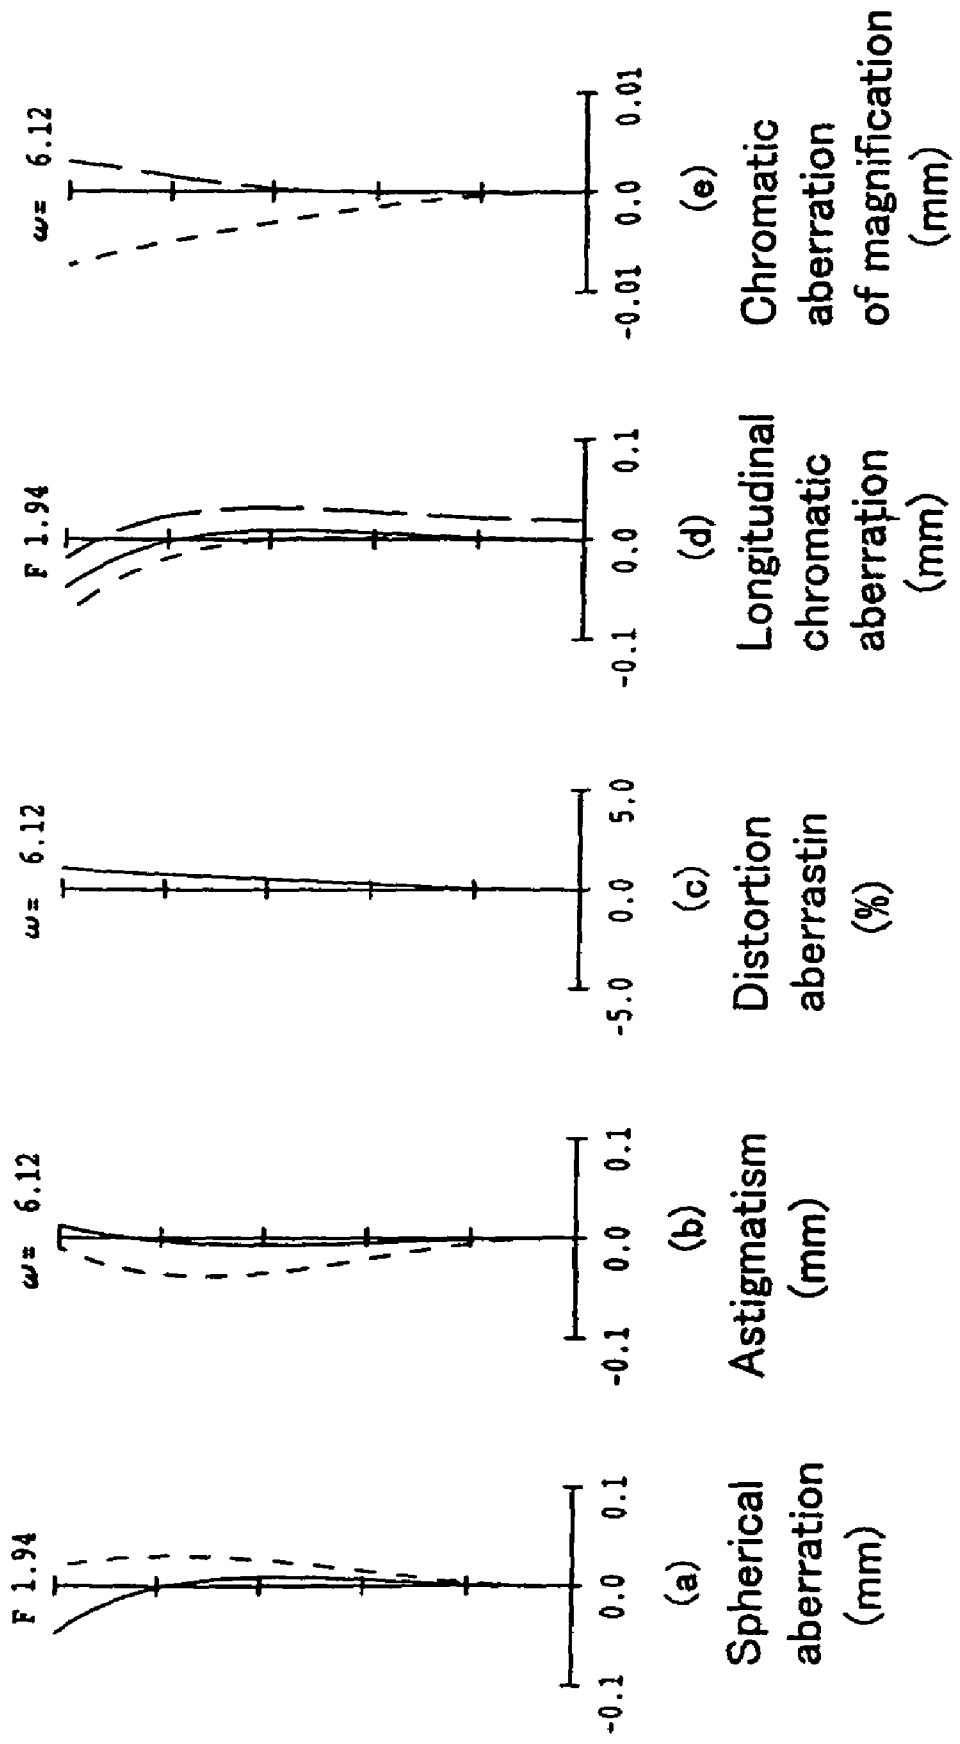 F 1.94
-0.1 0.0 0.1
(a)
Spherical
aberration
(mm)
ω= 6.12
-0.1 0.0 0.1
(b)
Astigmatism
(mm)
ω= 6.12
-5.0 0.0 5.0
(c)
Distortion
aberrastin
(%)
F 1.94
-0.1 0.0 0.1
(d)
Longitudinal
chromatic
aberration
(mm)
ω= 6.12
-0.01 0.0 0.01
(e)
Chromatic
aberration
of magnification
(mm)